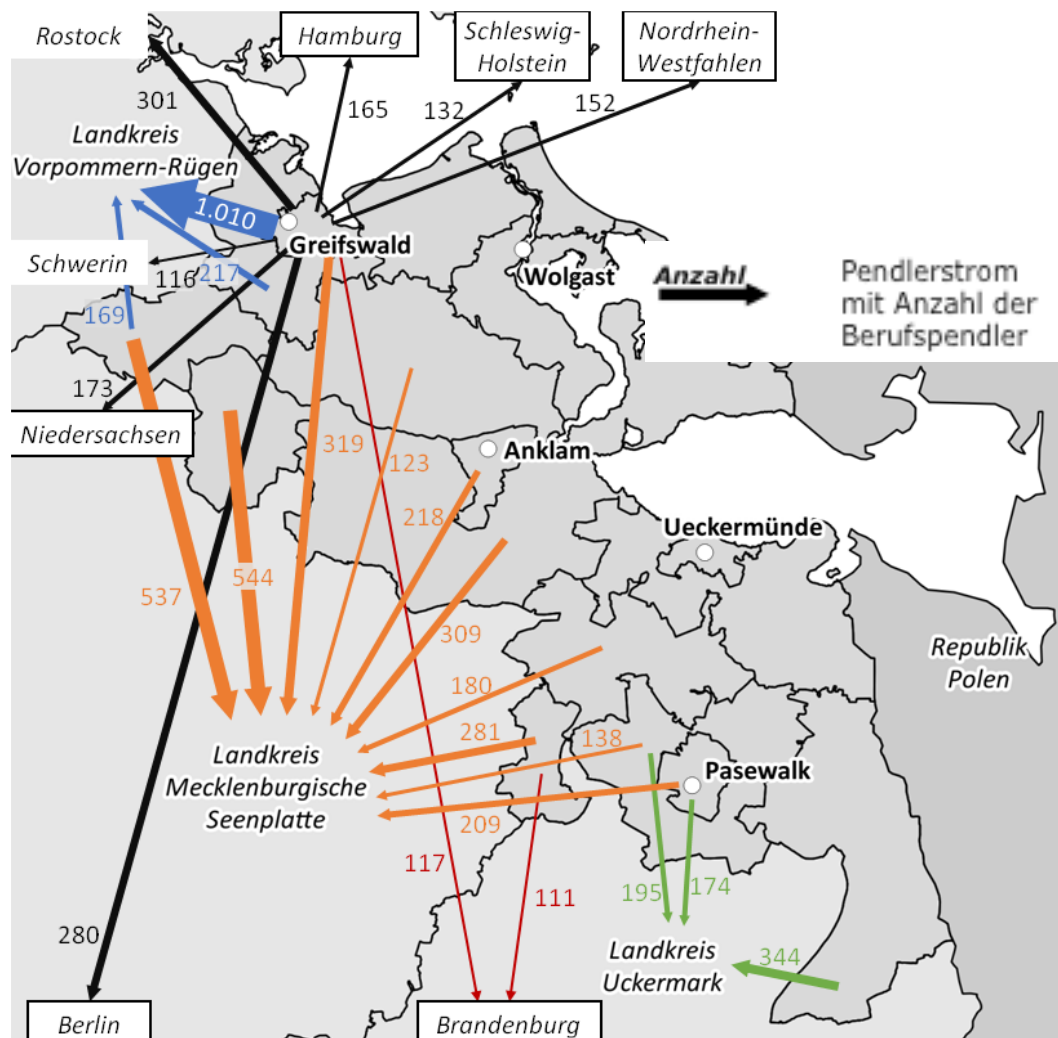 Rostock
Hamburg
Schleswig-
Holstein
Nordrhein-
Westfahlen
301
165
132
152
Landkreis
Vorpommern-Rügen
1.010
Greifswald
Schwerin
116
217
Wolgast
Anzahl
Pendlerstrom
mit Anzahl der
Berufspendler
169
173
Niedersachsen
319
123
Anklam
218
Ueckermünde
537
544
309
Republik
Polen
180
281
138
Landkreis
Mecklenburgische
Seenplatte
Pasewalk
209
117
111
195
174
280
Landkreis
Uckermark
344
Berlin
Brandenburg